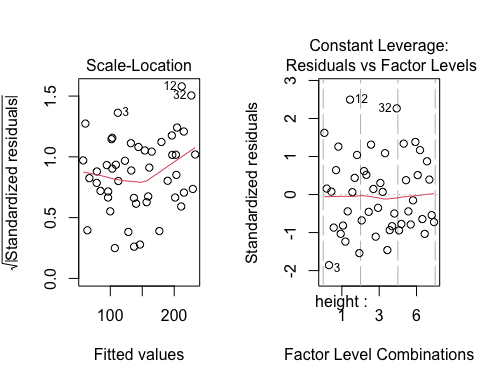 Scale-Location
√|Standardized residuals|
0.0 0.5 1.0 1.5
12
32
3
100 200
Fitted values
Constant Leverage:
Residuals vs Factor Levels
Standardized residuals
-2 -1 0 1 2 3
12
32
3
height :
1 3 6
Factor Level Combinations